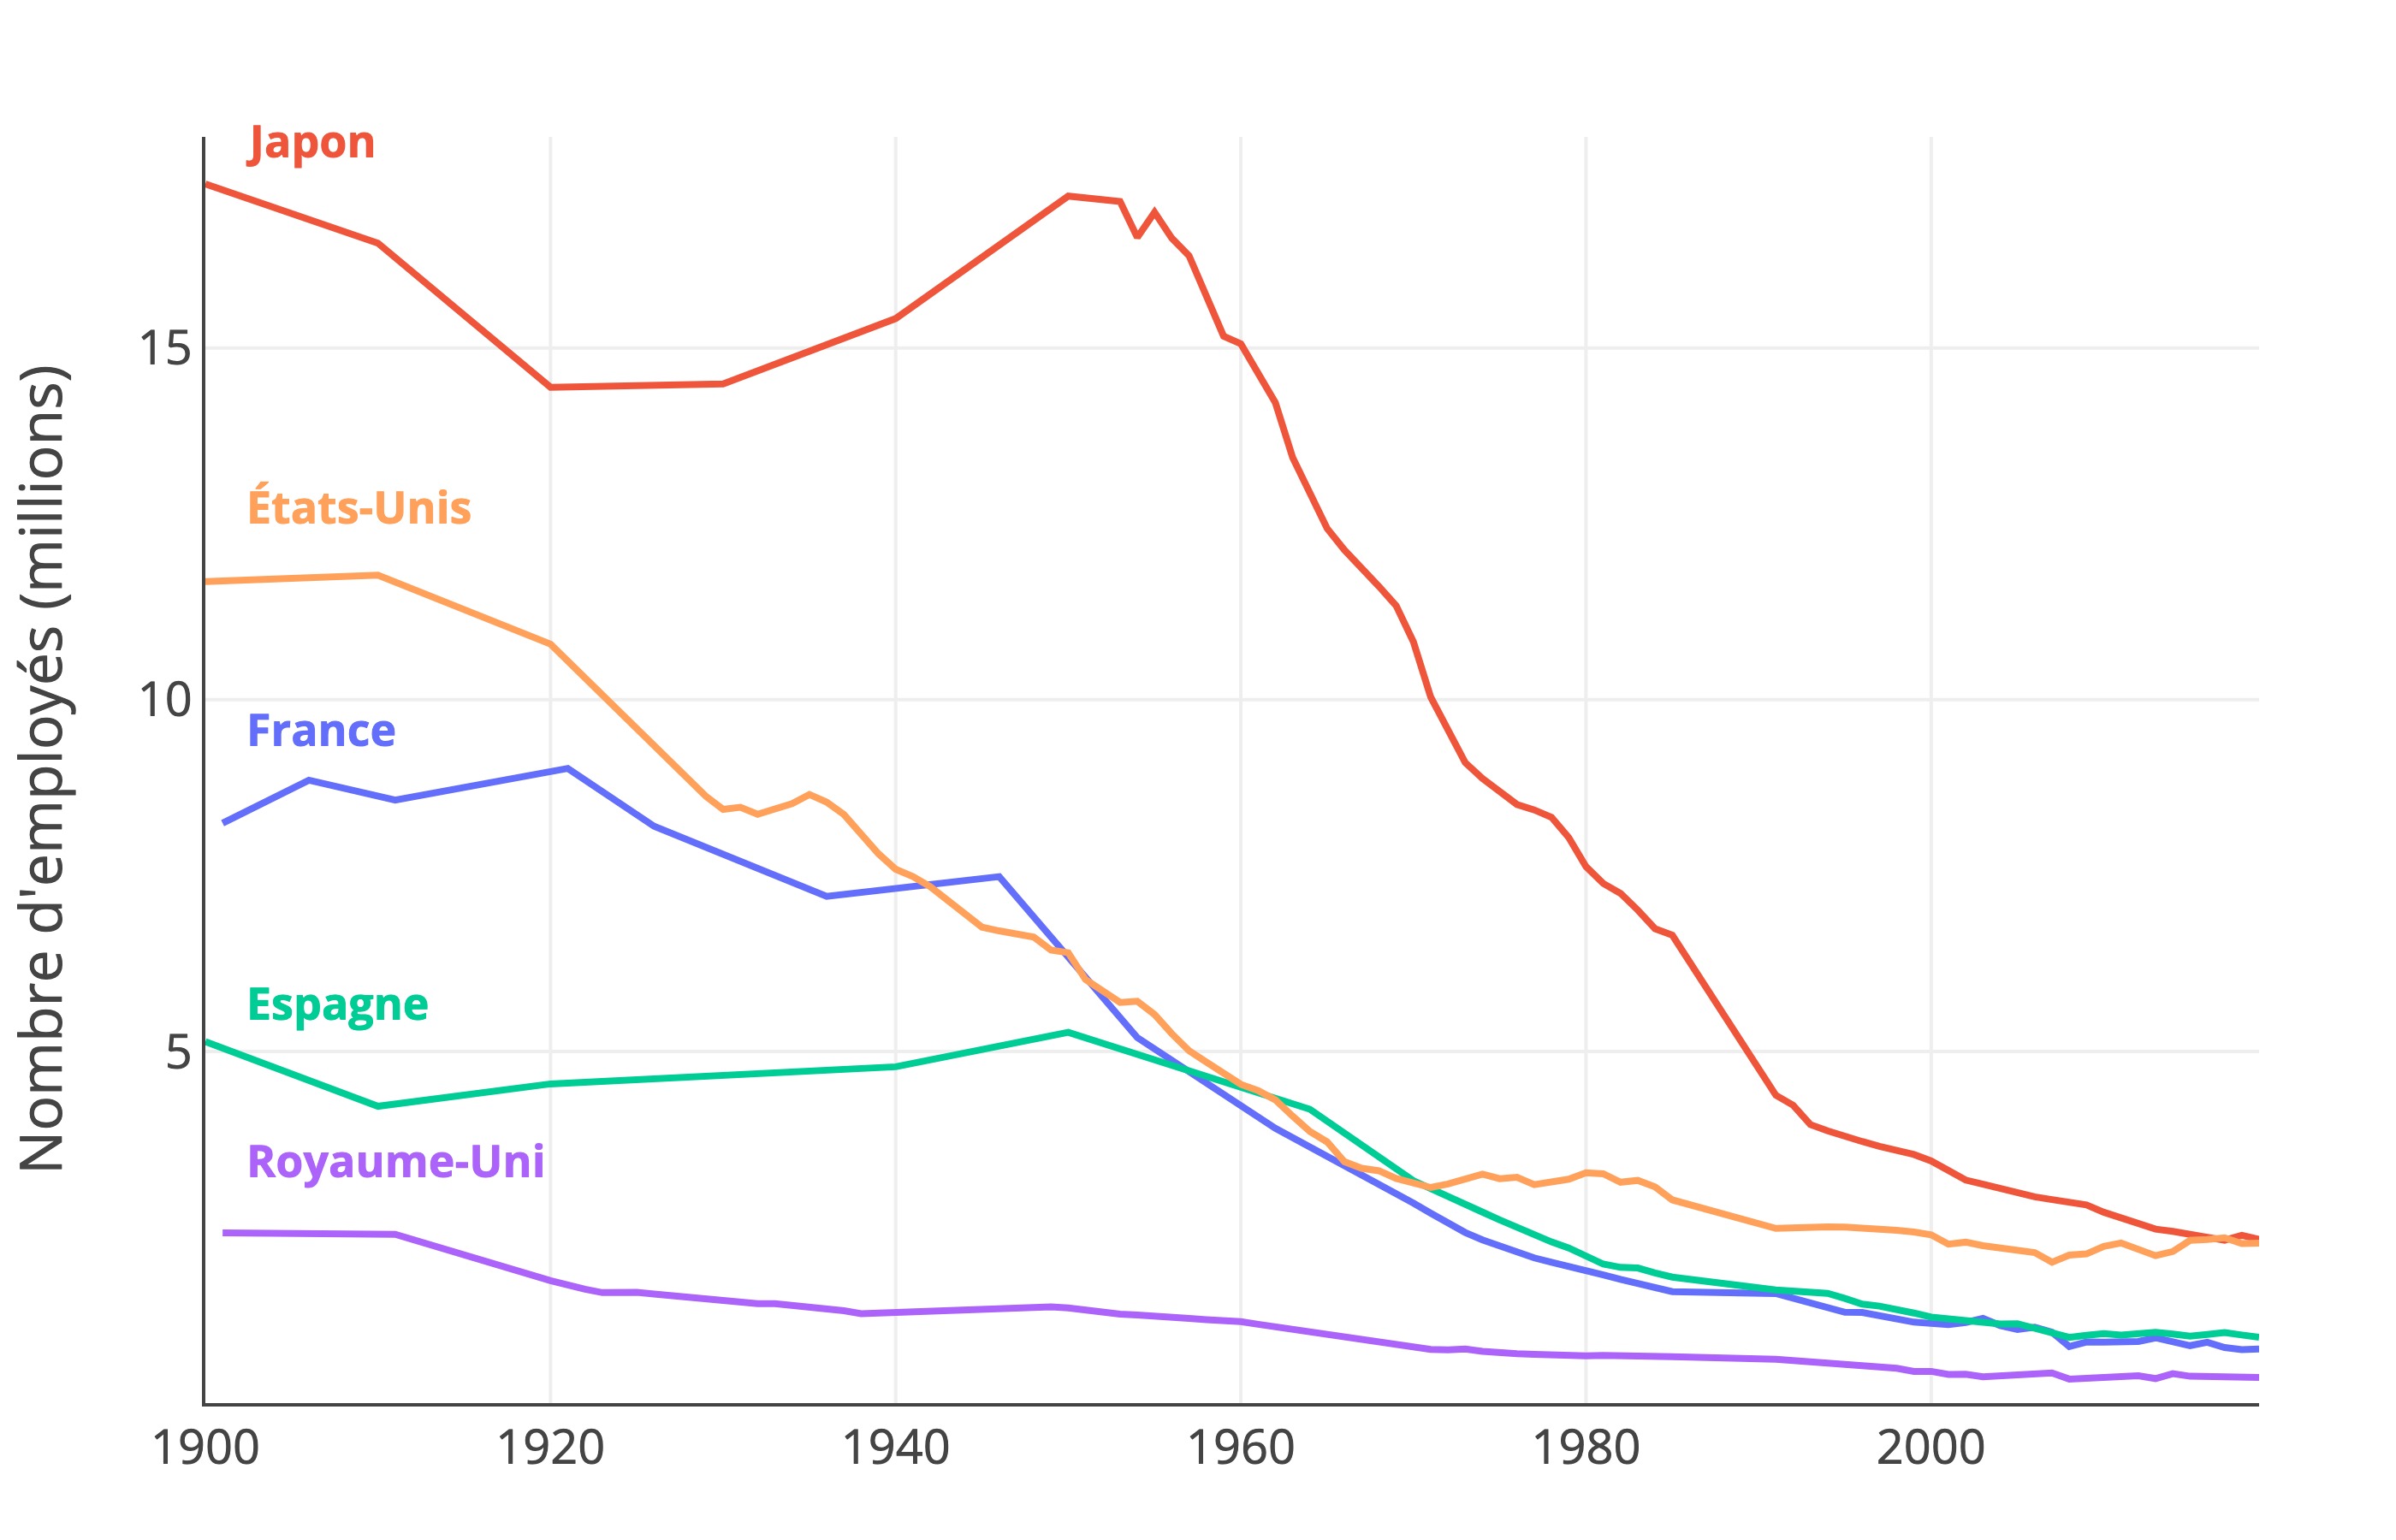 Nombre d'employés (millions)
15
10
5
Japon
États-Unis
France
Espagne
Royaume-Uni
1900
1920
1940
1960
1980
2000